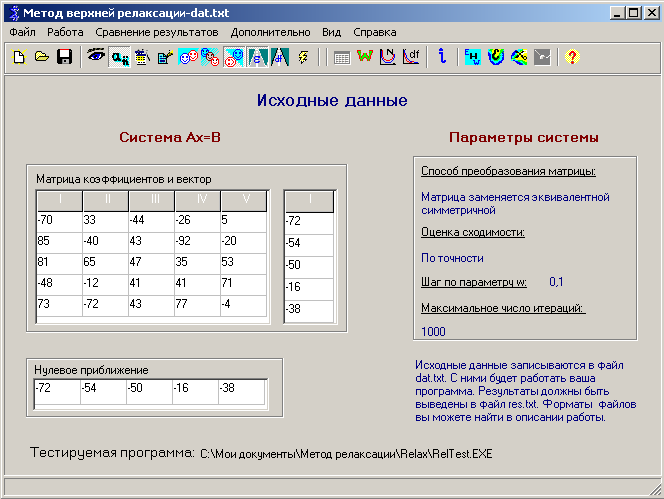 Метод верхней релаксации-dat.txt
Файл Работа Сравнение результатов Дополнительно Вид Справка
Исходные данные
Система Ax=B
Параметры системы
Матрица коэффициентов и вектор
I II III IV V I
-70 33 -44 -26 5 -72
85 -40 43 -92 -20 -54
81 65 47 35 53 -50
-48 -12 41 41 71 -16
73 -72 43 77 -4 -38
Способ преобразования матрицы:
Матрица заменяется эквивалентной
симметричной
Оценка сходимости:
По точности
Шаг по параметру w: 0,1
Максимальное число итераций:
1000
Нулевое приближение
-72 -54 -50 -16 -38
Исходные данные записываются в файл
dat.txt. С ними будет работать ваша
программа. Результаты должны быть
выведены в файл res.txt. Форматы файлов
вы можете найти в описании работы.
Тестируемая программа: C:\Мои документы\Метод релаксации\Relax\RelTest.EXE